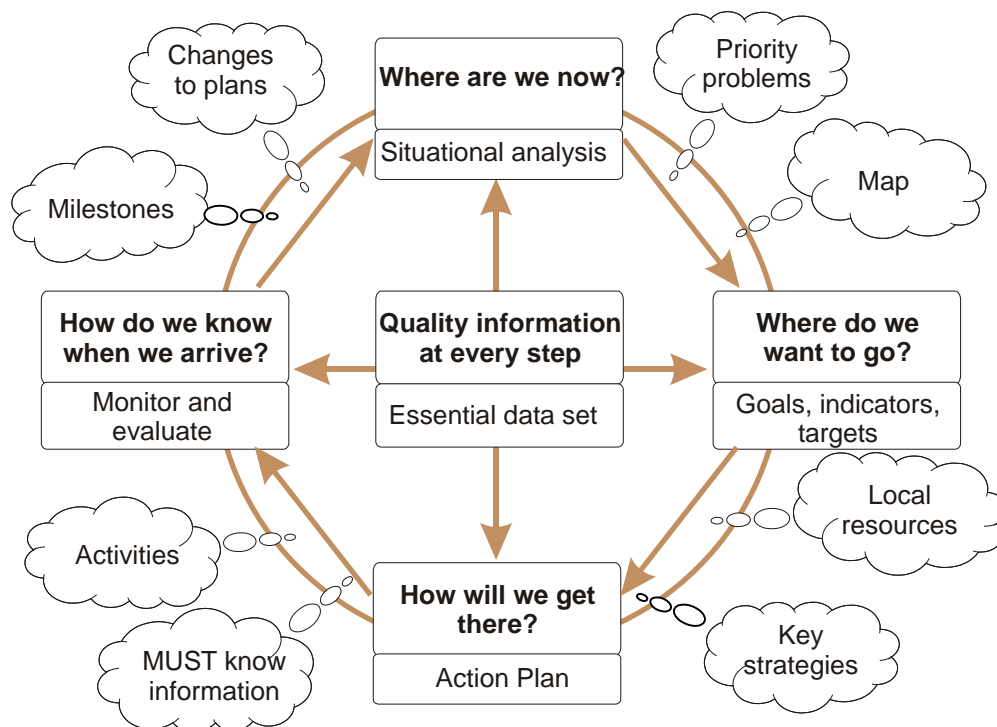 Changes
to plans
Where are we now?
Situational analysis
Priority
problems
Map
Milestones
How do we know
when we arrive?
Monitor and
evaluate
Quality information
at every step
Essential data set
Where do we
want to go?
Goals, indicators,
targets
Local
resources
Activities
How will we get
there?
Action Plan
MUST know
information
Key
strategies